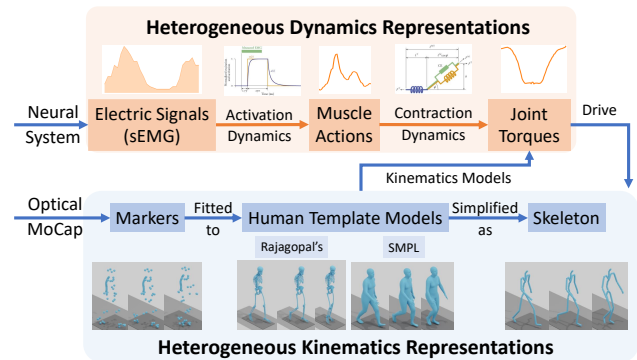 Heterogeneous Dynamics Representations
Neural
System
Electric Signals
(sEMG)
Activation
Dynamics
Muscle
Actions
Contraction
Dynamics
Joint
Torques
Drive
Kinematics Models
Optical
MoCap
Markers
Fitted
to
Human Template Models
Simplified
as
Skeleton
Rajagopal's
SMPL
Heterogeneous Kinematics Representations